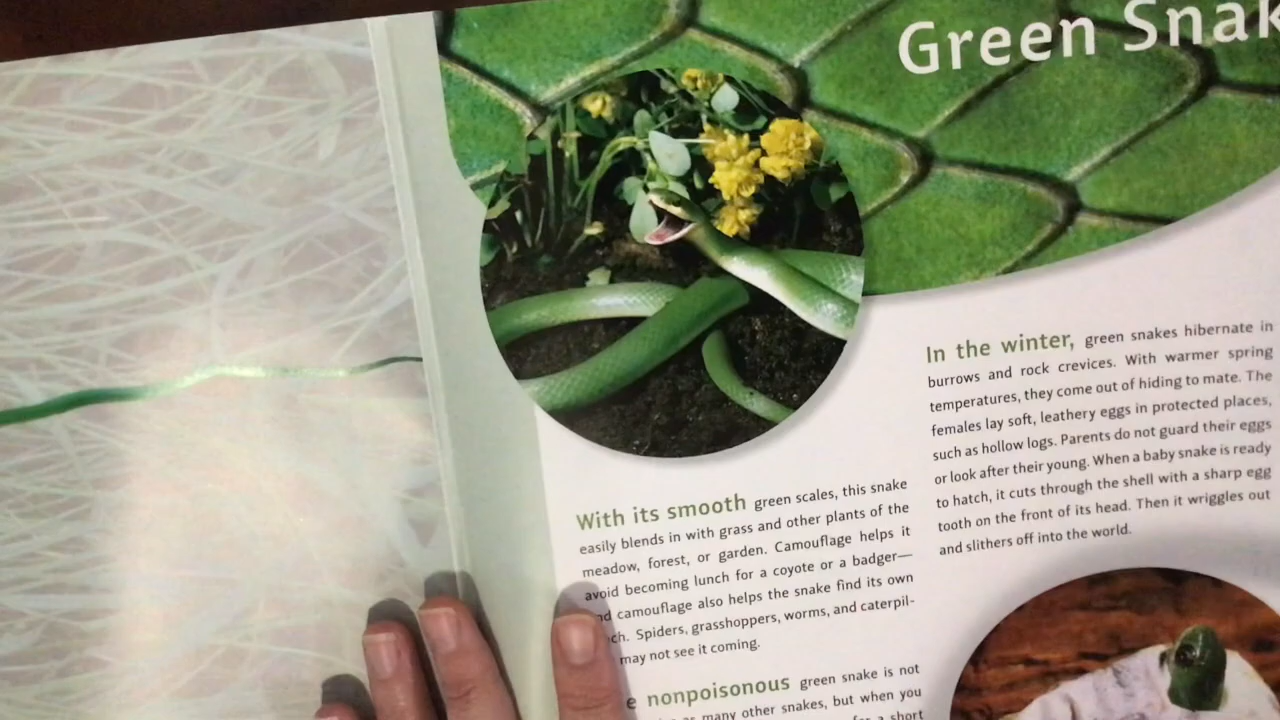 Green Snak
With its smooth green scales, this snake
easily blends in with grass and other plants of the
meadow, forest, or garden. Camouflage helps it
avoid becoming lunch for a coyote or a badger—
camouflage also helps the snake find its own
Spiders, grasshoppers, worms, and caterpil-
may not see it coming.
nonpoisonous green snake is not
many other snakes, but when you
for a short
In the winter, green snakes hibernate in
burrows and rock crevices. With warmer spring
temperatures, they come out of hiding to mate. The
females lay soft, leathery eggs in protected places,
such as hollow logs. Parents do not guard their eggs
or look after their young. When a baby snake is ready
to hatch, it cuts through the shell with a sharp egg
tooth on the front of its head. Then it wriggles out
and slithers off into the world.